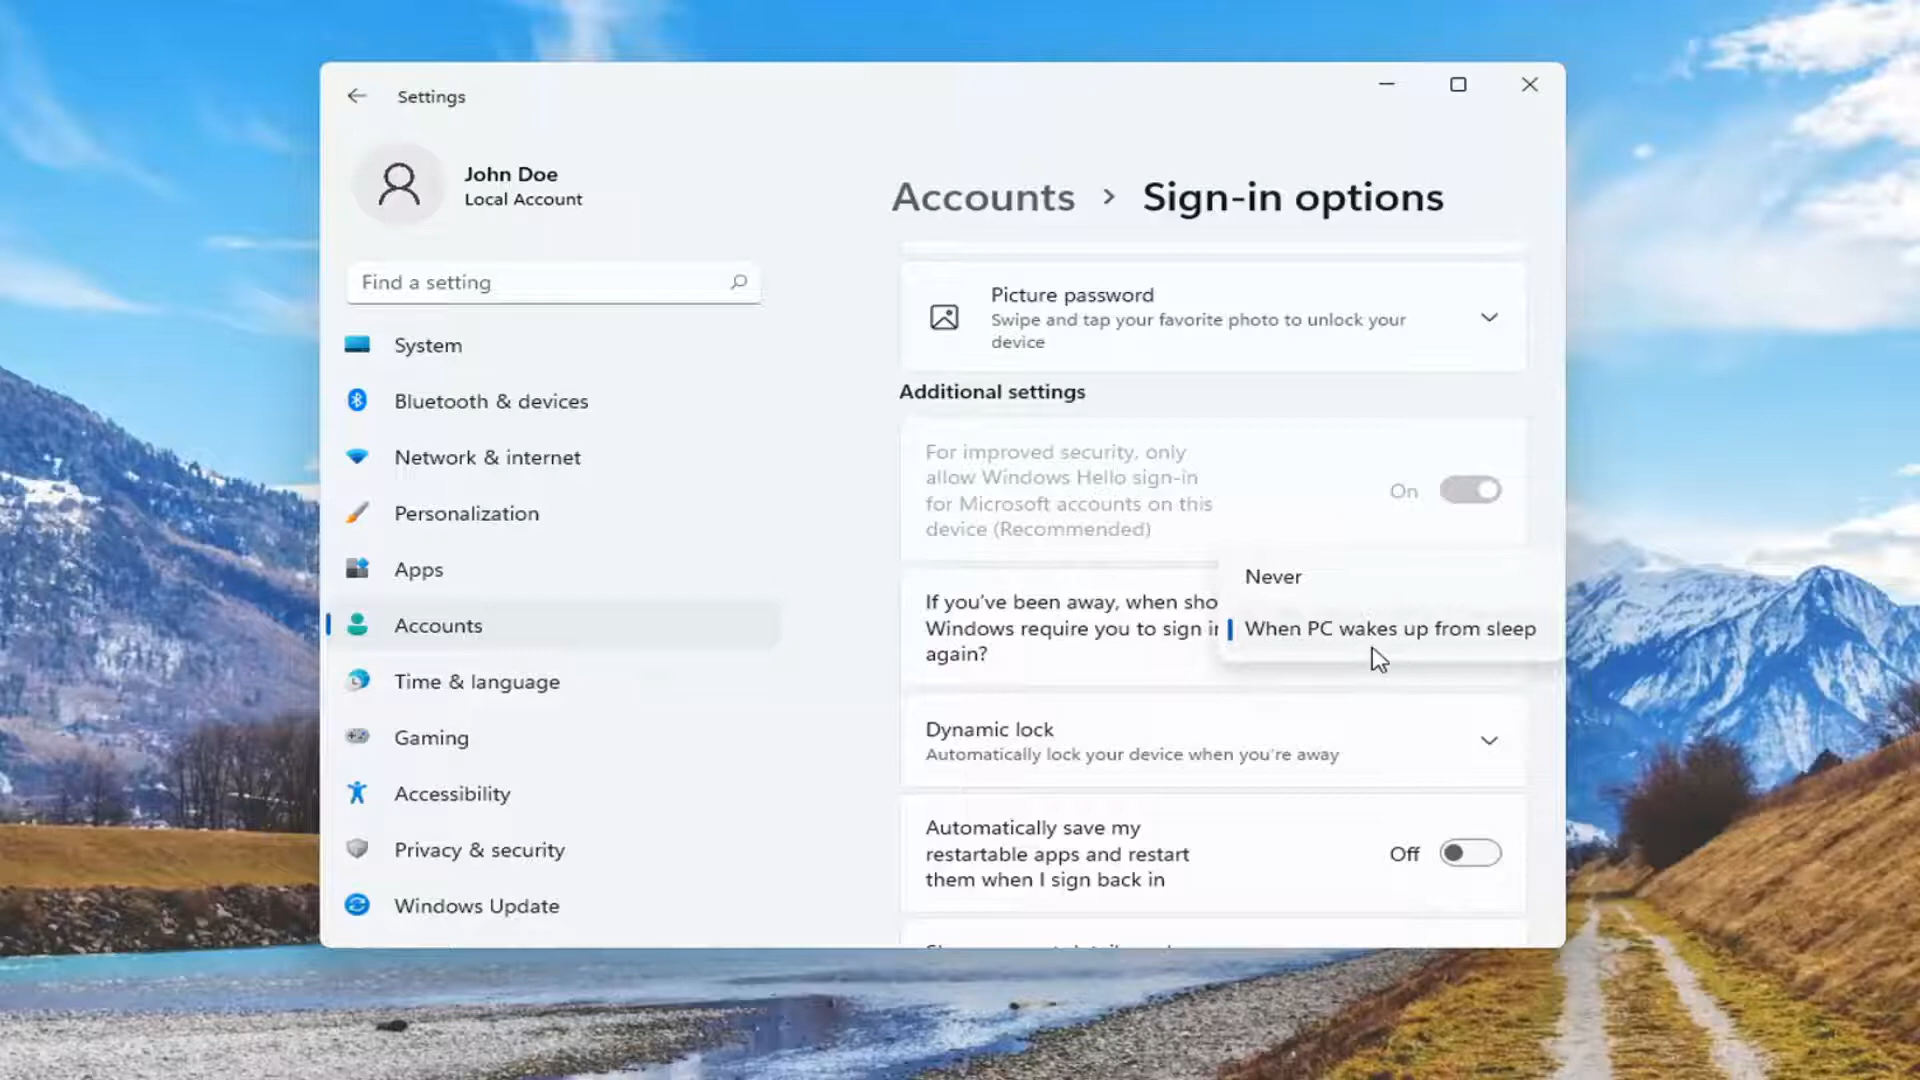 Settings
John Doe
Local Account
Find a setting
System
Bluetooth & devices
Network & internet
Personalization
Apps
Accounts
Time & language
Gaming
Accessibility
Privacy & security
Windows Update
Accounts > Sign-in options
Picture password
Swipe and tap your favorite photo to unlock your
device
Additional settings
For improved security, only
allow Windows Hello sign-in
for Microsoft accounts on this
device (Recommended)
On
If you've been away, when
Windows require you to sign
again?
Never
When PC wakes up from sleep
Dynamic lock
Automatically lock your device when you're away
Automatically save my
restartable apps and restart
them when I sign back in
Off